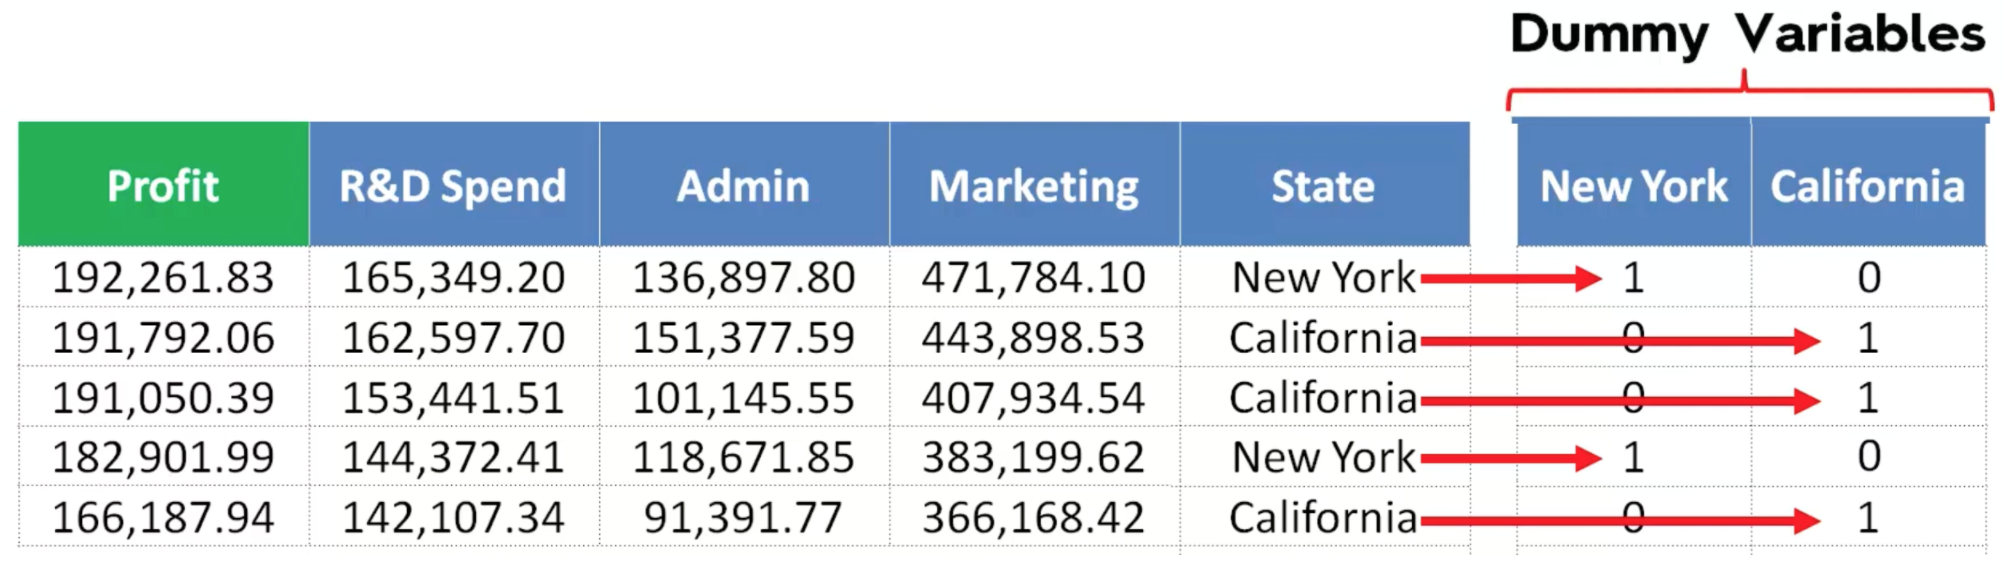 Dummy Variables
Profit R&D Spend Admin Marketing State New York California
192,261.83 165,349.20 136,897.80 471,784.10 New York 1 0
191,792.06 162,597.70 151,377.59 443,898.53 California 0 1
191,050.39 153,441.51 101,145.55 407,934.54 California 0 1
182,901.99 144,372.41 118,671.85 383,199.62 New York 1 0
166,187.94 142,107.34 91,391.77 366,168.42 California 0 1